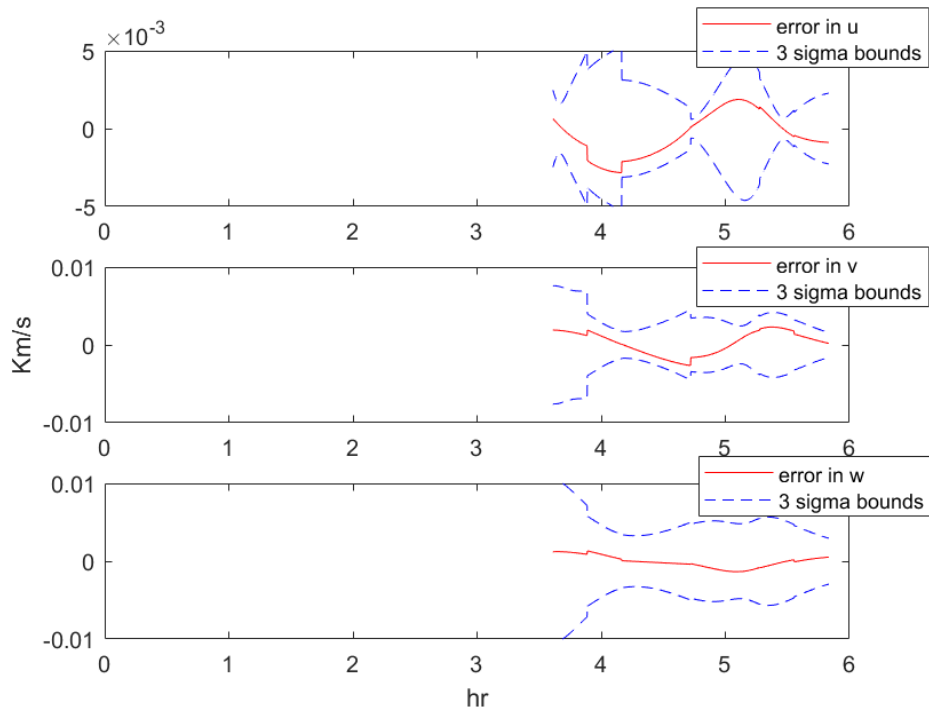 ×10-3
error in u
3 sigma bounds
5
0
-5
0 1 2 3 4 5 6
error in v
3 sigma bounds
0.01
0
-0.01
0 1 2 3 4 5 6
Km/s
error in w
3 sigma bounds
0.01
0
-0.01
0 1 2 3 4 5 6
hr